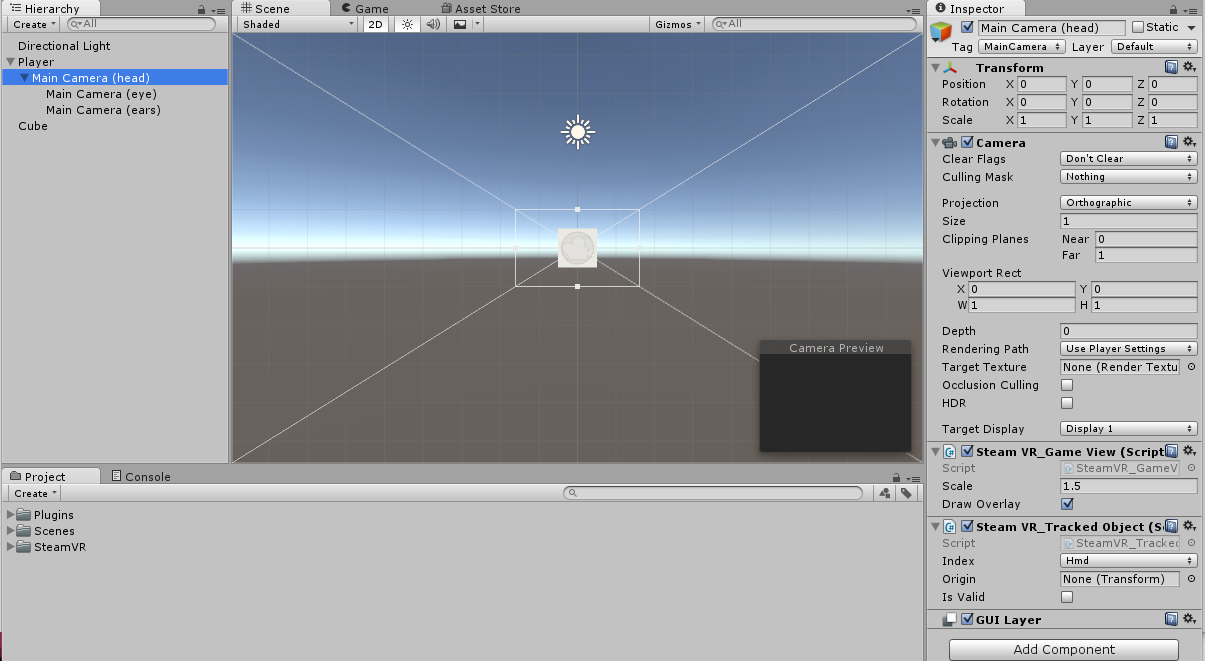 Hierarchy
Create All
Directional Light
Player
Main Camera (head)
Main Camera (eye)
Main Camera (ears)
Cube
Scene Game Asset Store
Shaded 2D Gizmos All
Camera Preview
Project Console
Create
Plugins
Scenes
SteamVR
Inspector
Main Camera (head) Static
Tag MainCamera Layer Default
Transform
Position X 0 Y 0 Z 0
Rotation X 0 Y 0 Z 0
Scale X 1 Y 1 Z 1
Camera
Clear Flags Don't Clear
Culling Mask Nothing
Projection Orthographic
Size 1
Clipping Planes Near 0
Far 1
Viewport Rect
X 0 Y 0
W 1 H 1
Depth 0
Rendering Path Use Player Settings
Target Texture None (Render Textu
Occlusion Culling
HDR
Target Display Display 1
Steam VR_Game View (Script
Script SteamVR_GameV
Scale 1.5
Draw Overlay
Steam VR_Tracked Object (Sc
Script SteamVR_Tracked
Index Hmd
Origin None (Transform)
Is Valid
GUI Layer
Add Component